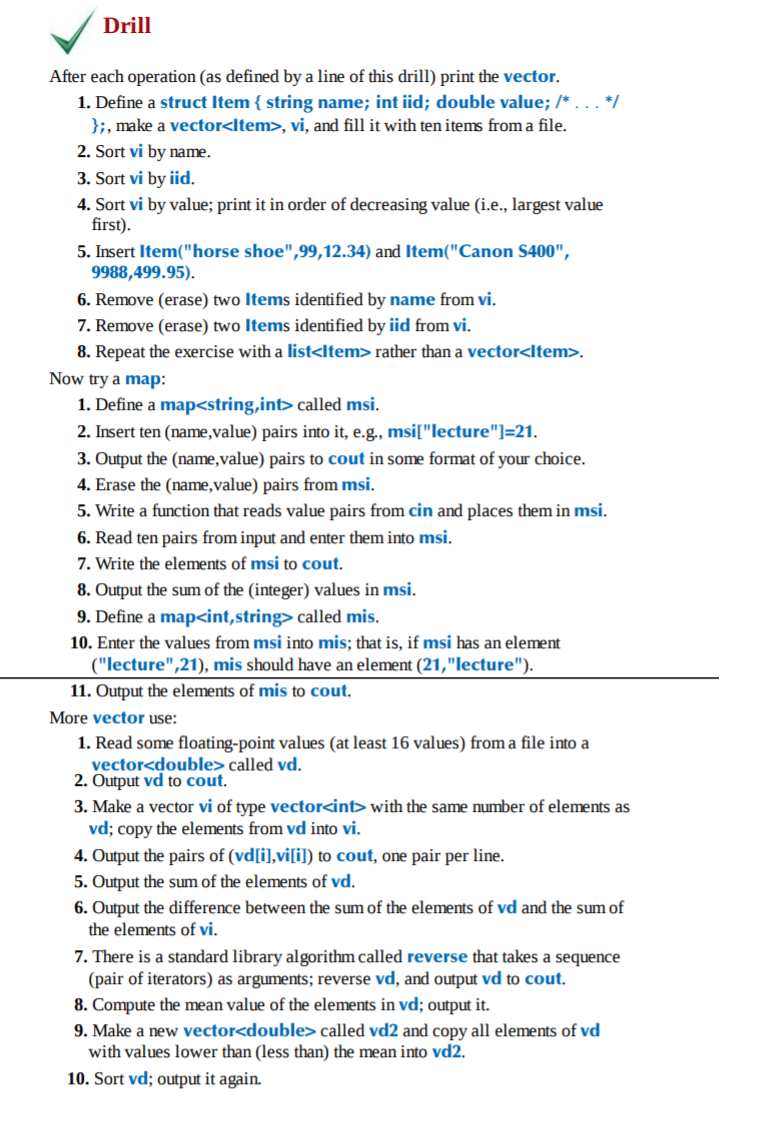 Drill
After each operation (as defined by a line of this drill) print the vector.
1. Define a struct Item { string name; int iid; double value; /* . . . */
};, make a vector<Item>, vi, and fill it with ten items from a file.
2. Sort vi by name.
3. Sort vi by iid.
4. Sort vi by value; print it in order of decreasing value (i.e., largest value
first).
5. Insert Item("horse shoe",99,12.34) and Item("Canon S400",
9988,499.95).
6. Remove (erase) two Items identified by name from vi.
7. Remove (erase) two Items identified by iid from vi.
8. Repeat the exercise with a list<Item> rather than a vector<Item>.
Now try a map:
1. Define a map<string,int> called msi.
2. Insert ten (name,value) pairs into it, e.g., msi["lecture"]=21.
3. Output the (name,value) pairs to cout in some format of your choice.
4. Erase the (name,value) pairs from msi.
5. Write a function that reads value pairs from cin and places them in msi.
6. Read ten pairs from input and enter them into msi.
7. Write the elements of msi to cout.
8. Output the sum of the (integer) values in msi.
9. Define a map<int,string> called mis.
10. Enter the values from msi into mis; that is, if msi has an element
("lecture",21), mis should have an element (21,"lecture").
11. Output the elements of mis to cout.
More vector use:
1. Read some floating-point values (at least 16 values) from a file into a
vector<double> called vd.
2. Output vd to cout.
3. Make a vector vi of type vector<int> with the same number of elements as
vd; copy the elements from vd into vi.
4. Output the pairs of (vd[i],vi[i]) to cout, one pair per line.
5. Output the sum of the elements of vd.
6. Output the difference between the sum of the elements of vd and the sum of
the elements of vi.
7. There is a standard library algorithm called reverse that takes a sequence
(pair of iterators) as arguments; reverse vd, and output vd to cout.
8. Compute the mean value of the elements in vd; output it.
9. Make a new vector<double> called vd2 and copy all elements of vd
with values lower than (less than) the mean into vd2.
10. Sort vd; output it again.